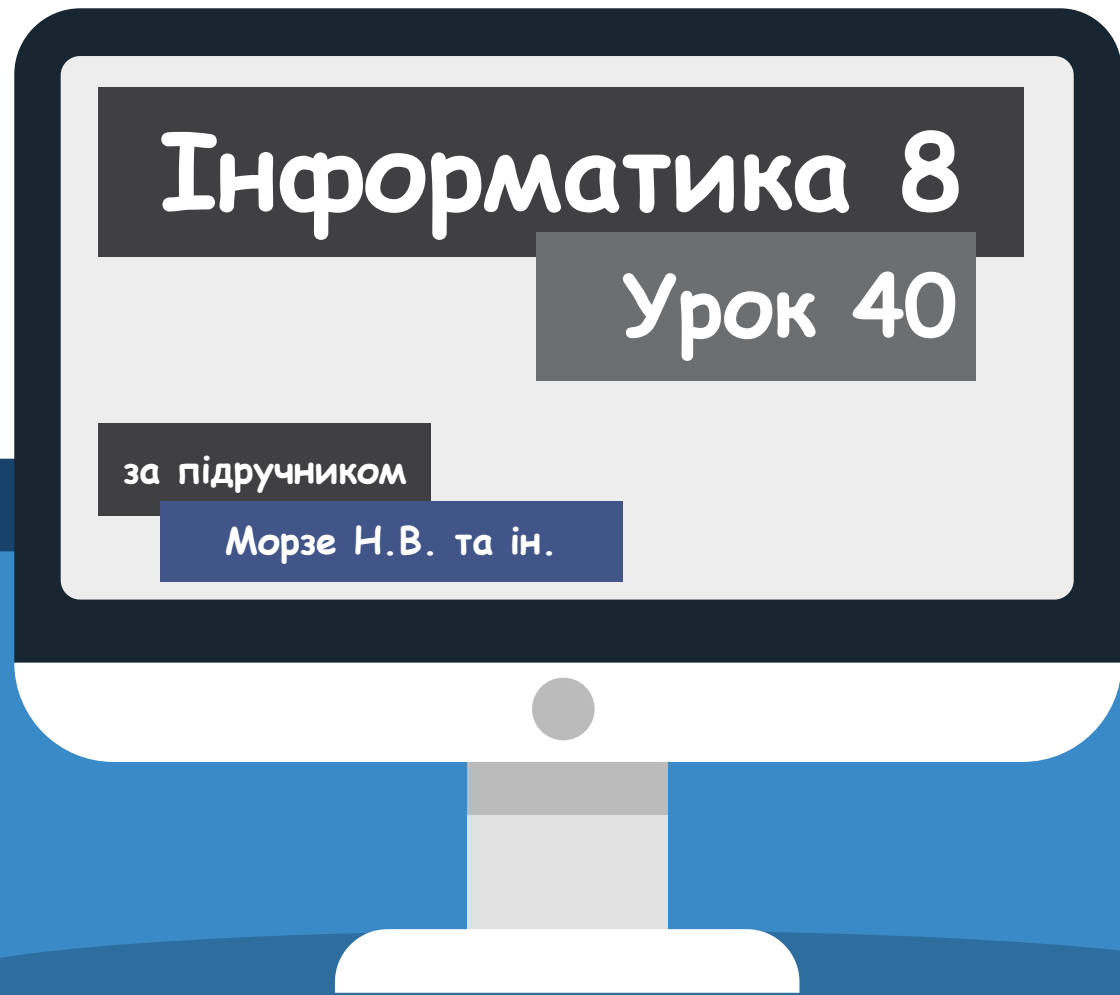 Інформатика 8
Урок 40
за підручником
Морзе Н.В. та ін.